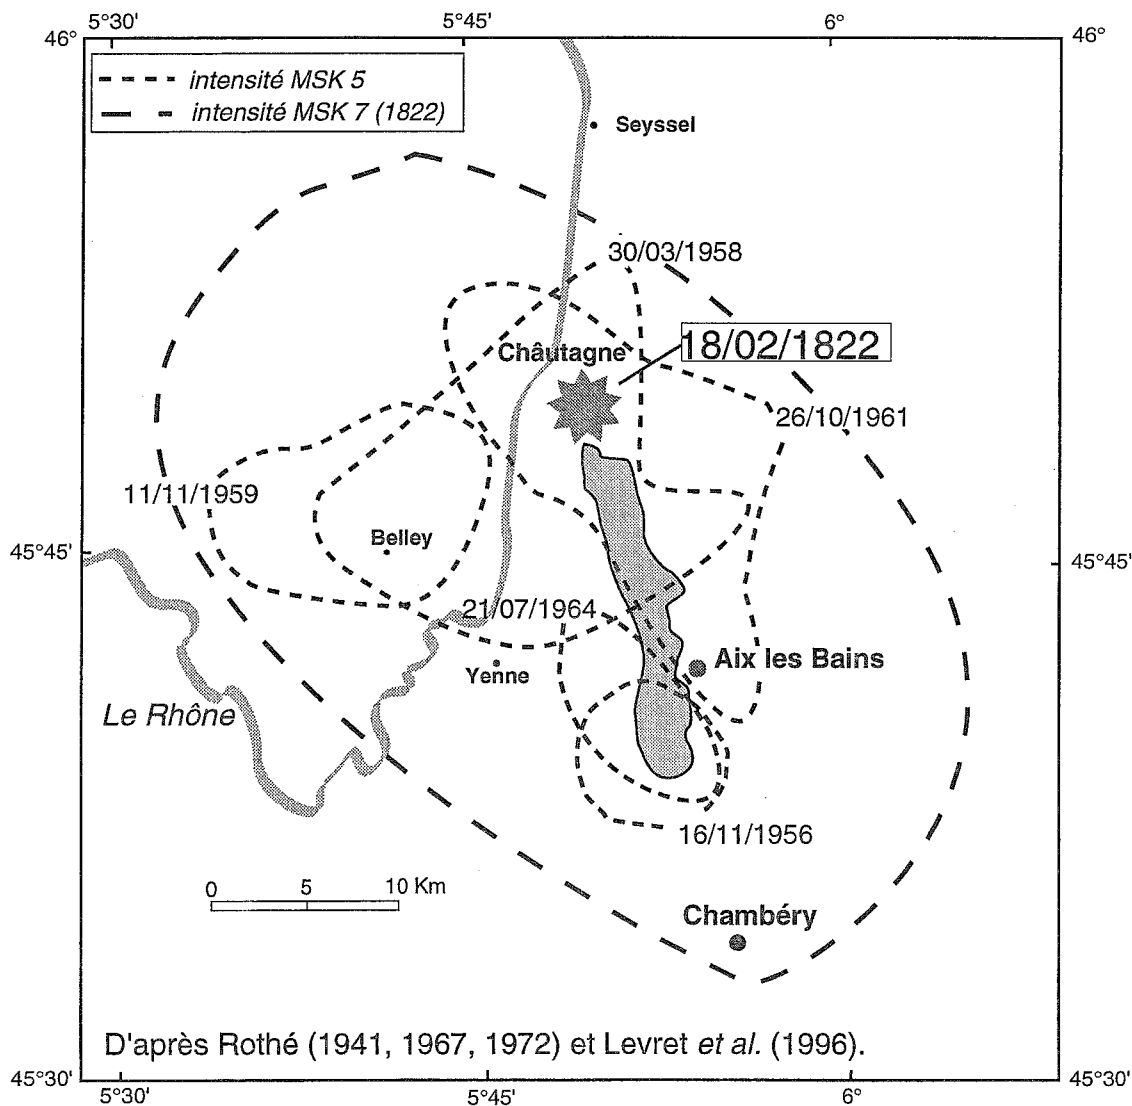 5°30'
5°45'
6°
46°
46°
intensité MSK 5
intensité MSK 7 (1822)
Seyssel
30/03/1958
Châutagne
18/02/1822
26/10/1961
11/11/1959
Belley
45°45'
45°45'
21/07/1964
Aix les Bains
Yenne
Le Rhône
16/11/1956
0 5 10 Km
Chambéry
D'après Rothé (1941, 1967, 1972) et Levret et al. (1996).
45°30'
45°30'
5°30'
5°45'
6°